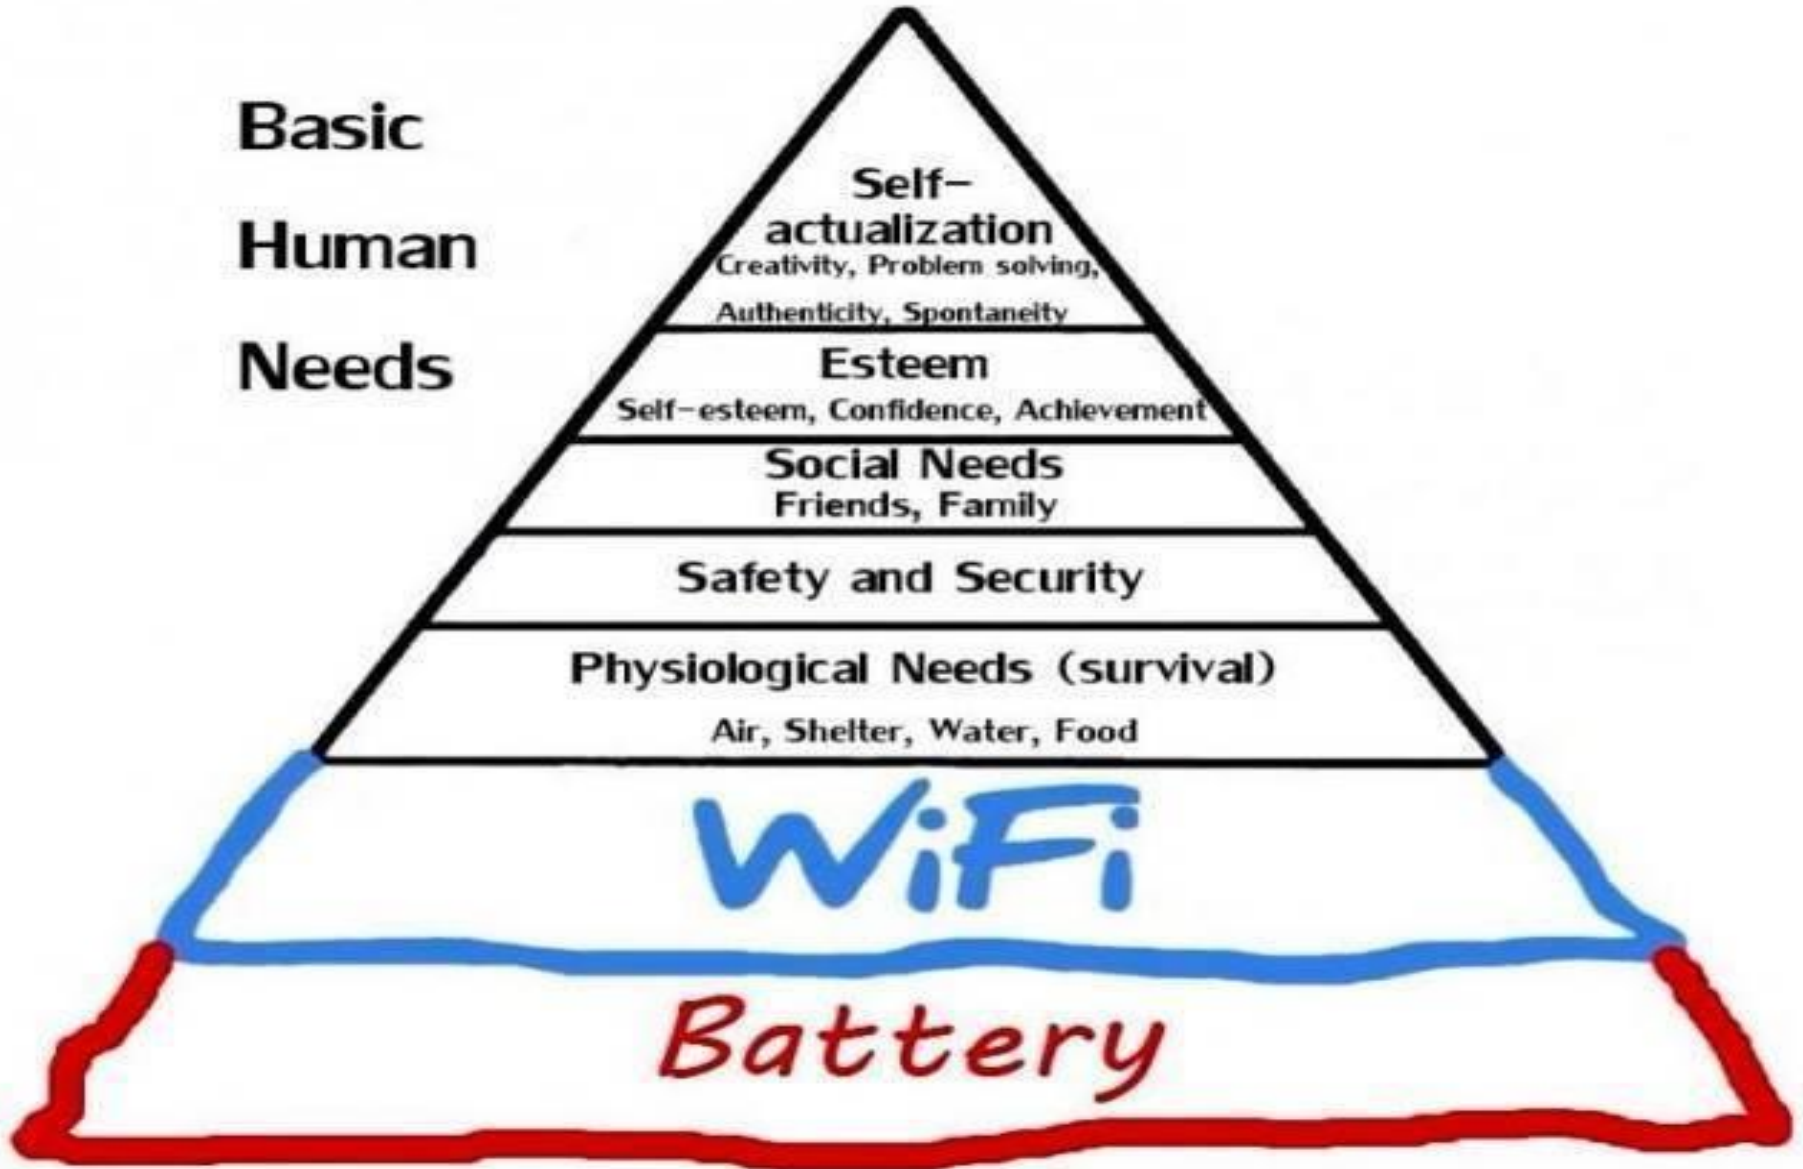 Basic
Human
Needs
Self-
actualization
Creativity, Problem solving,
Authenticity, Spontaneity
Esteem
Self-esteem, Confidence, Achievement
Social Needs
Friends, Family
Safety and Security
Physiological Needs (survival)
Air, Shelter, Water, Food
WiFi
Battery